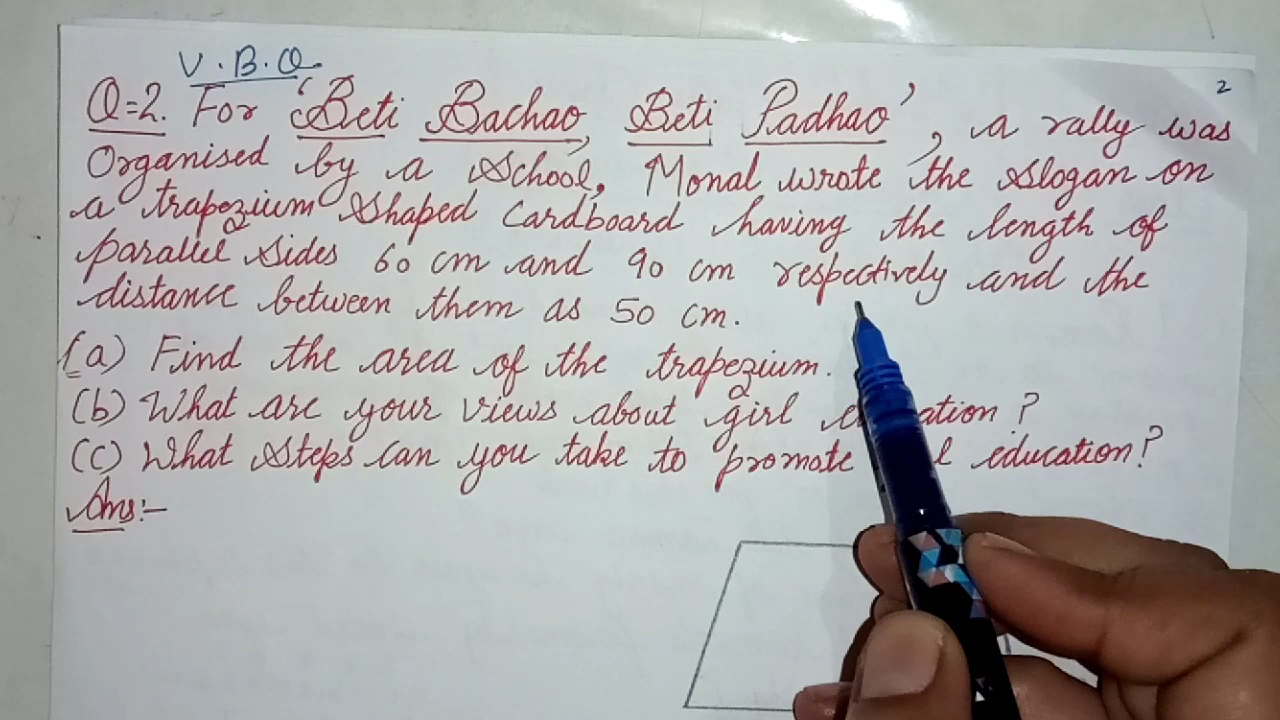 V.B.Q.
2
Q=2. For 'Beti Bachao, Beti Padhao', a rally was
Organised by a School, Monal wrote the slogan on
a trapezium shaped cardboard having the length of
parallel sides 60 cm and 90 cm respectively and the
distance between them as 50 cm.
(a) Find the area of the trapezium.
(b) What are your views about girl ?
(c) What steps can you take to promote education?
Ans:-